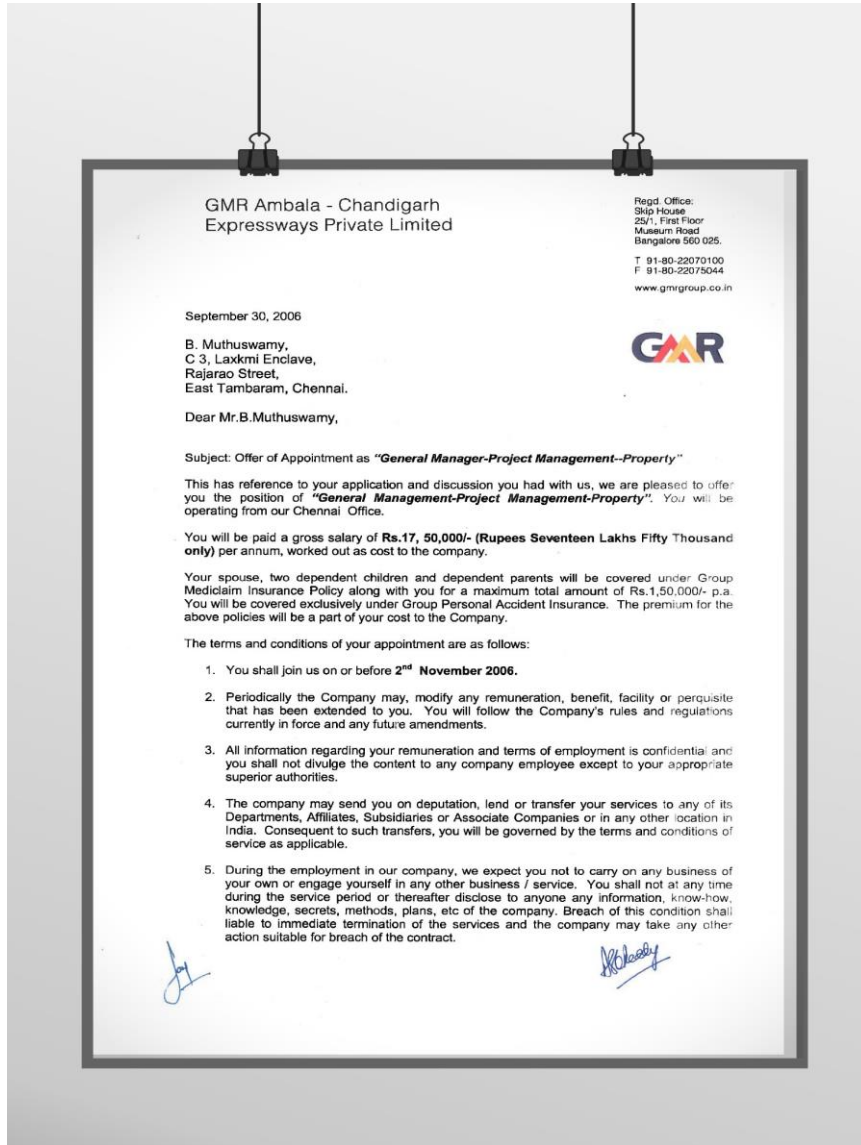 GMR Ambala - Chandigarh
Expressways Private Limited
Regd. Office:
Skip House
25/1, First Floor
Museum Road
Bangalore 560 025.
T 91-80-22070100
F 91-80-22075044
www.gmrgroup.co.in
GMR
September 30, 2006
B. Muthuswamy,
C 3, Laxkmi Enclave,
Rajarao Street,
East Tambaram, Chennai.
Dear Mr.B.Muthuswamy,
Subject: Offer of Appointment as "General Manager-Project Management--Property"
This has reference to your application and discussion you had with us, we are pleased to offer
you the position of "General Management-Project Management-Property". You will be
operating from our Chennai Office.
You will be paid a gross salary of Rs.17, 50,000/- (Rupees Seventeen Lakhs Fifty Thousand
only) per annum, worked out as cost to the company.
Your spouse, two dependent children and dependent parents will be covered under Group
Mediclaim Insurance Policy along with you for a maximum total amount of Rs.1,50,000/- p.a.
You will be covered exclusively under Group Personal Accident Insurance. The premium for the
above policies will be a part of your cost to the Company.
The terms and conditions of your appointment are as follows:
1. You shall join us on or before 2nd November 2006.
2. Periodically the Company may, modify any remuneration, benefit, facility or perquisite
that has been extended to you. You will follow the Company's rules and regulations
currently in force and any future amendments.
3. All information regarding your remuneration and terms of employment is confidential and
you shall not divulge the content to any company employee except to your appropriate
superior authorities.
4. The company may send you on deputation, lend or transfer your services to any of its
Departments, Affiliates, Subsidiaries or Associate Companies or in any other location in
India. Consequent to such transfers, you will be governed by the terms and conditions of
service as applicable.
5. During the employment in our company, we expect you not to carry on any business of
your own or engage yourself in any other business / service. You shall not at any time
during the service period or thereafter disclose to anyone any information, know-how,
knowledge, secrets, methods, plans, etc of the company. Breach of this condition shall
liable to immediate termination of the services and the company may take any other
action suitable for breach of the contract.